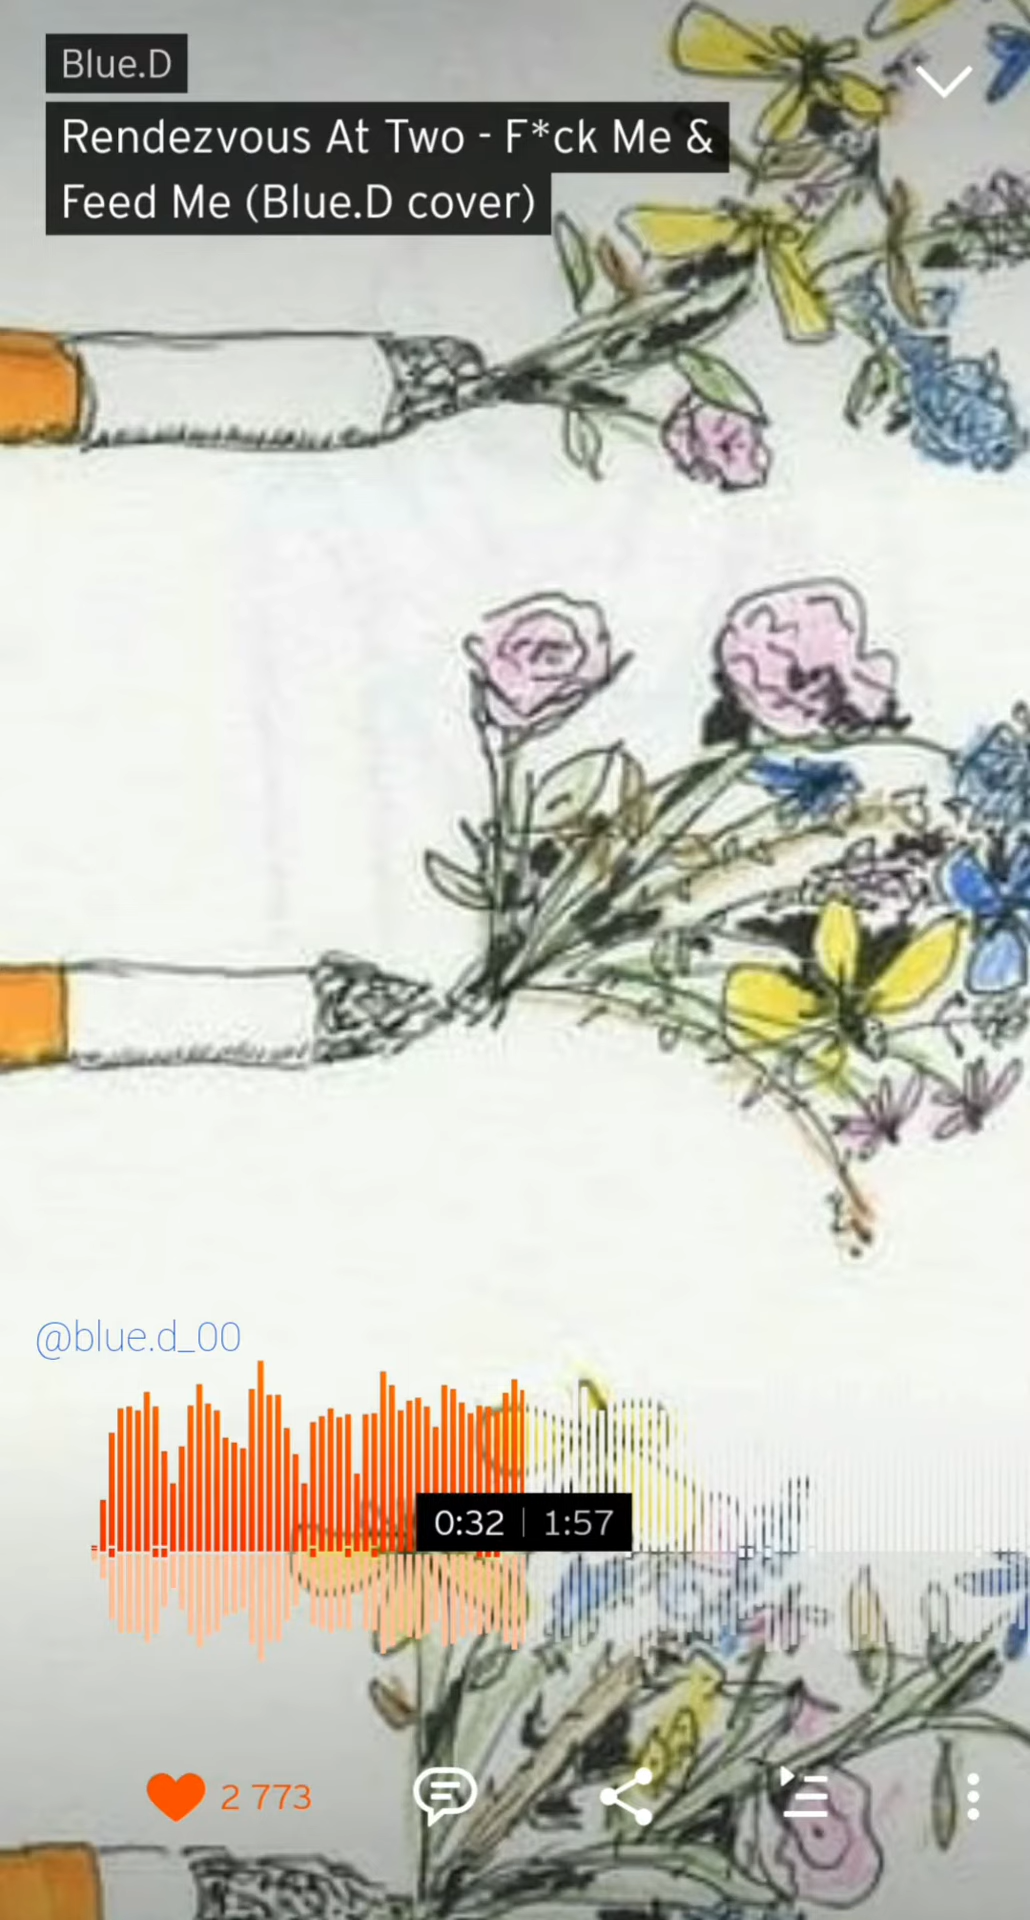 Blue.D
Rendezvous At Two - F*ck Me &
Feed Me (Blue.D cover)
@blue.d_00
0:32 | 1:57
2 773